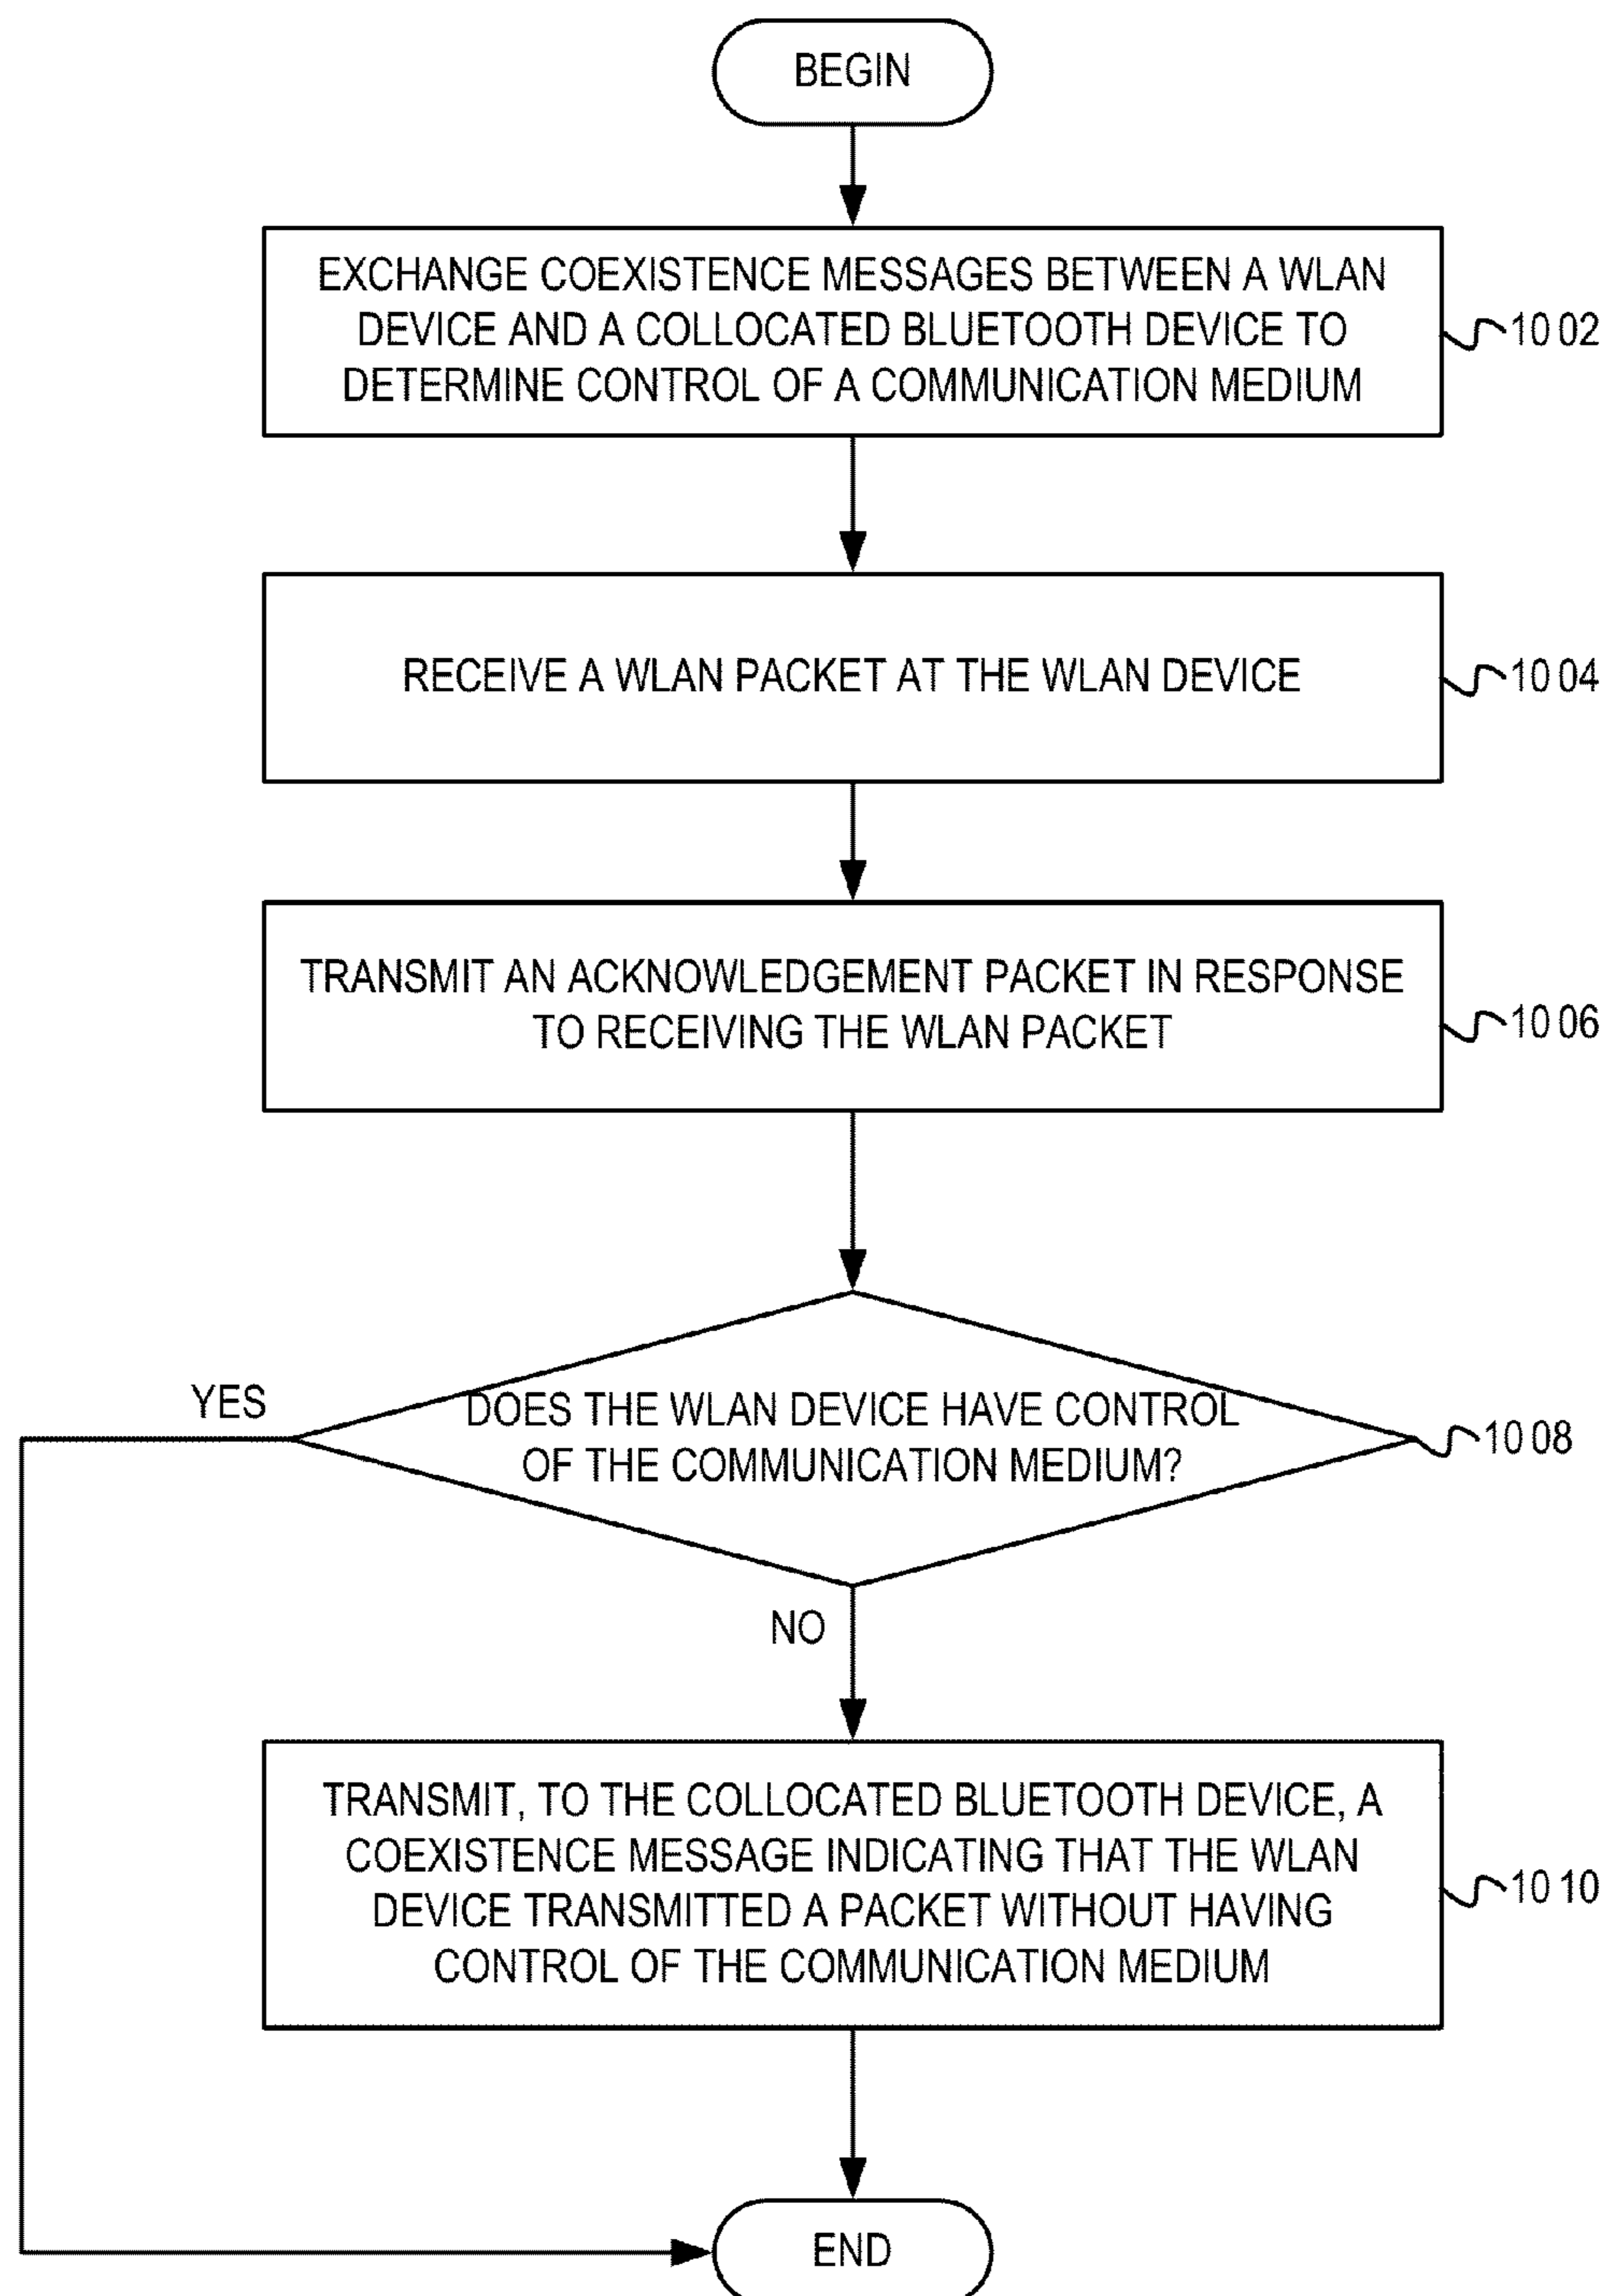 BEGIN
EXCHANGE COEXISTENCE MESSAGES BETWEEN A WLAN
DEVICE AND A COLLOCATED BLUETOOTH DEVICE TO
DETERMINE CONTROL OF A COMMUNICATION MEDIUM
1002
RECEIVE A WLAN PACKET AT THE WLAN DEVICE
1004
TRANSMIT AN ACKNOWLEDGEMENT PACKET IN RESPONSE
TO RECEIVING THE WLAN PACKET
1006
YES
DOES THE WLAN DEVICE HAVE CONTROL
OF THE COMMUNICATION MEDIUM?
1008
NO
TRANSMIT, TO THE COLLOCATED BLUETOOTH DEVICE, A
COEXISTENCE MESSAGE INDICATING THAT THE WLAN
DEVICE TRANSMITTED A PACKET WITHOUT HAVING
CONTROL OF THE COMMUNICATION MEDIUM
1010
END